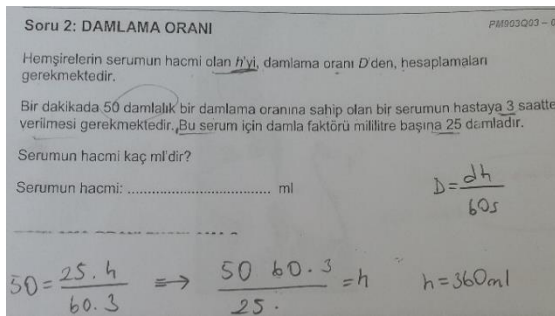 Soru 2: DAMLAMA ORANI
PM903Q03 – 0
Hemşirelerin serumun hacmi olan h'yi, damlama oranı D'den, hesaplamaları
gerekmektedir.
Bir dakikada 50 damlalık bir damlama oranına sahip olan bir serumun hastaya 3 saatte
verilmesi gerekmektedir. Bu serum için damla faktörü mililitre başına 25 damladır.
Serumun hacmi kaç ml'dir?
Serumun hacmi: .................................... ml
D = dh / 60s
50 = 25.h / 60.3 ⇒ 50 60.3 / 25. = h
h = 360ml